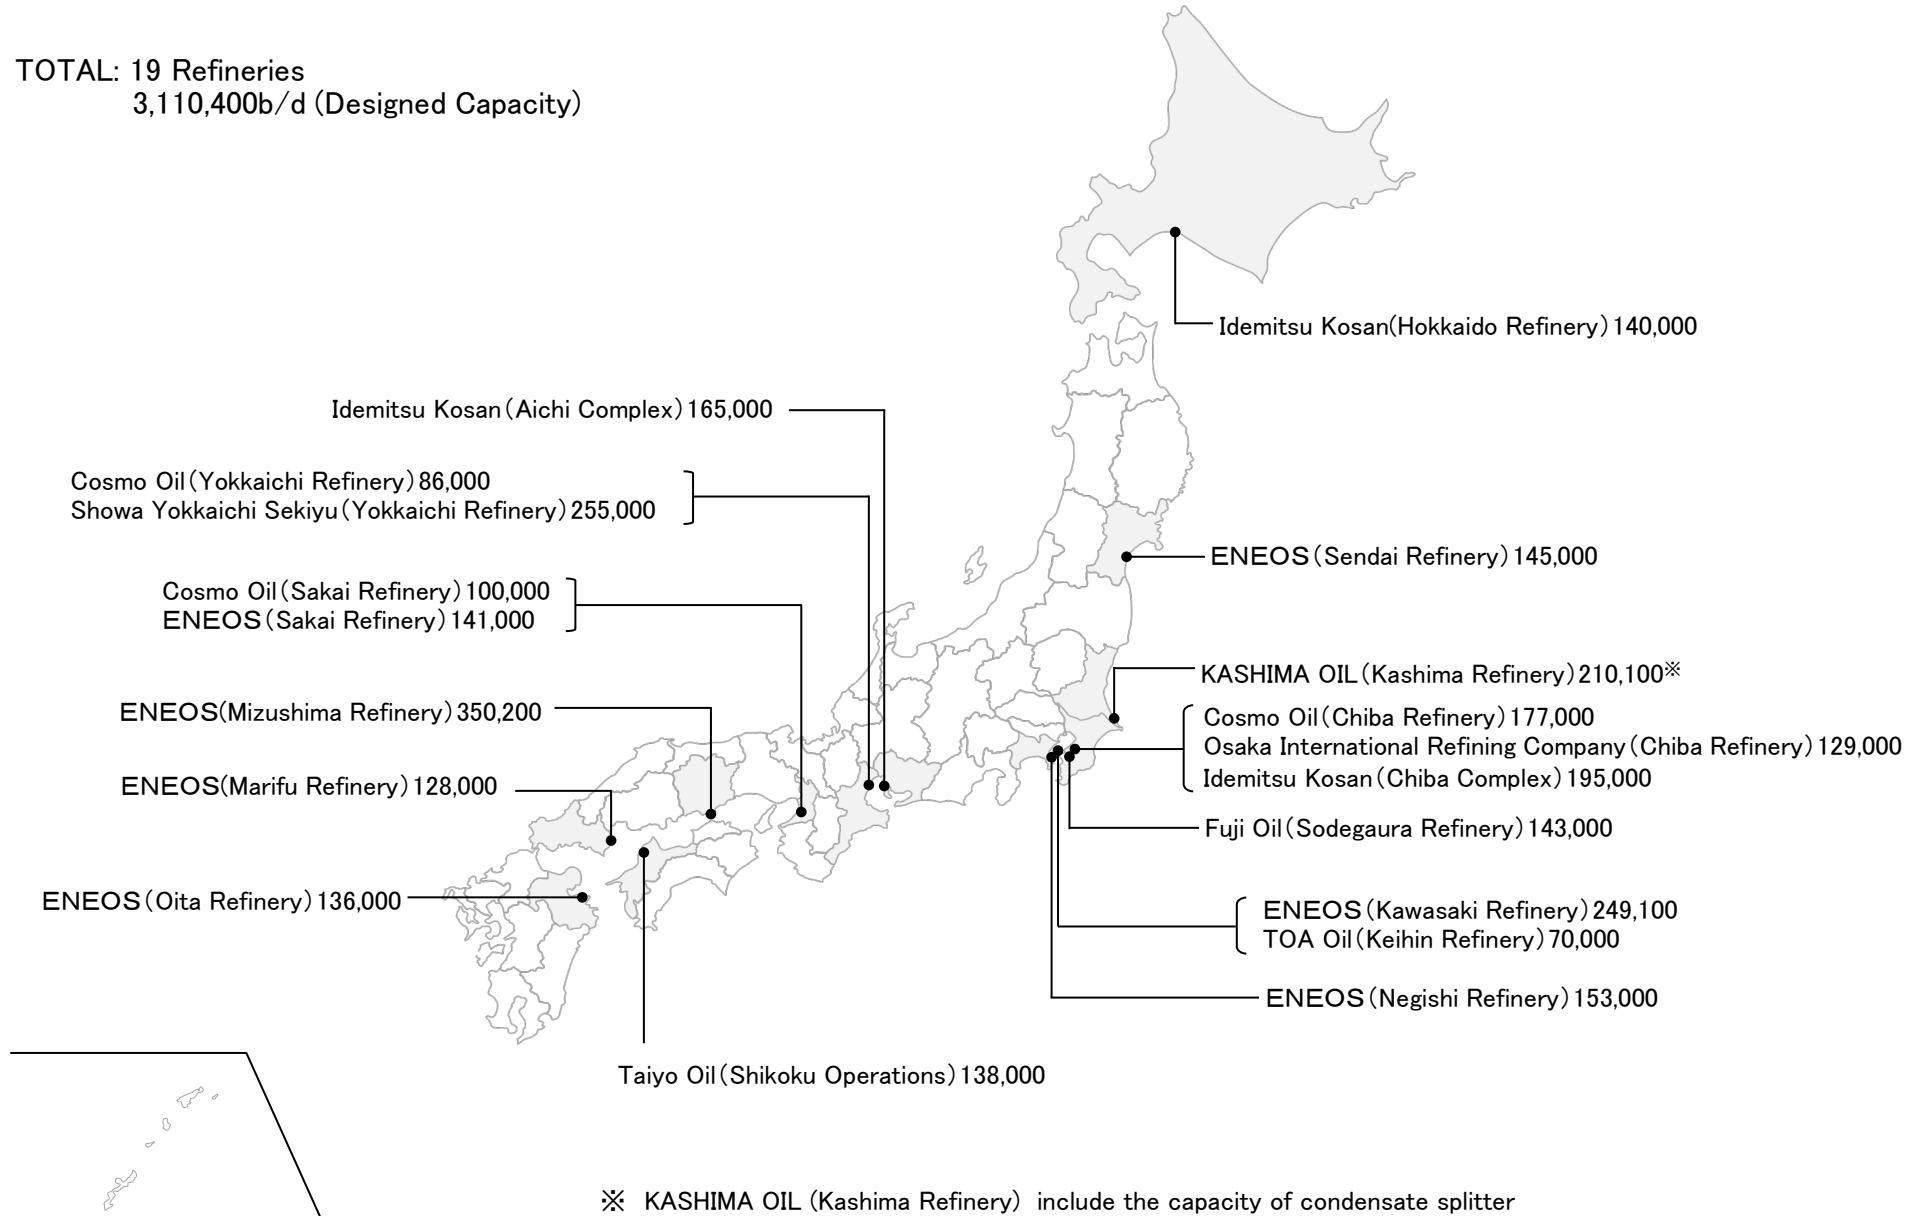 TOTAL: 19 Refineries
3,110,400b/d (Designed Capacity)
Idemitsu Kosan(Hokkaido Refinery)140,000
Idemitsu Kosan(Aichi Complex)165,000
Cosmo Oil(Yokkaichi Refinery)86,000
Showa Yokkaichi Sekiyu(Yokkaichi Refinery)255,000
ENEOS(Sendai Refinery)145,000
Cosmo Oil(Sakai Refinery)100,000
ENEOS(Sakai Refinery)141,000
KASHIMA OIL(Kashima Refinery)210,100※
ENEOS(Mizushima Refinery)350,200
Cosmo Oil(Chiba Refinery)177,000
Osaka International Refining Company(Chiba Refinery)129,000
Idemitsu Kosan(Chiba Complex)195,000
ENEOS(Marifu Refinery)128,000
Fuji Oil(Sodegaura Refinery)143,000
ENEOS(Oita Refinery)136,000
ENEOS(Kawasaki Refinery)249,100
TOA Oil(Keihin Refinery)70,000
ENEOS(Negishi Refinery)153,000
Taiyo Oil(Shikoku Operations)138,000
※ KASHIMA OIL (Kashima Refinery) include the capacity of condensate splitter